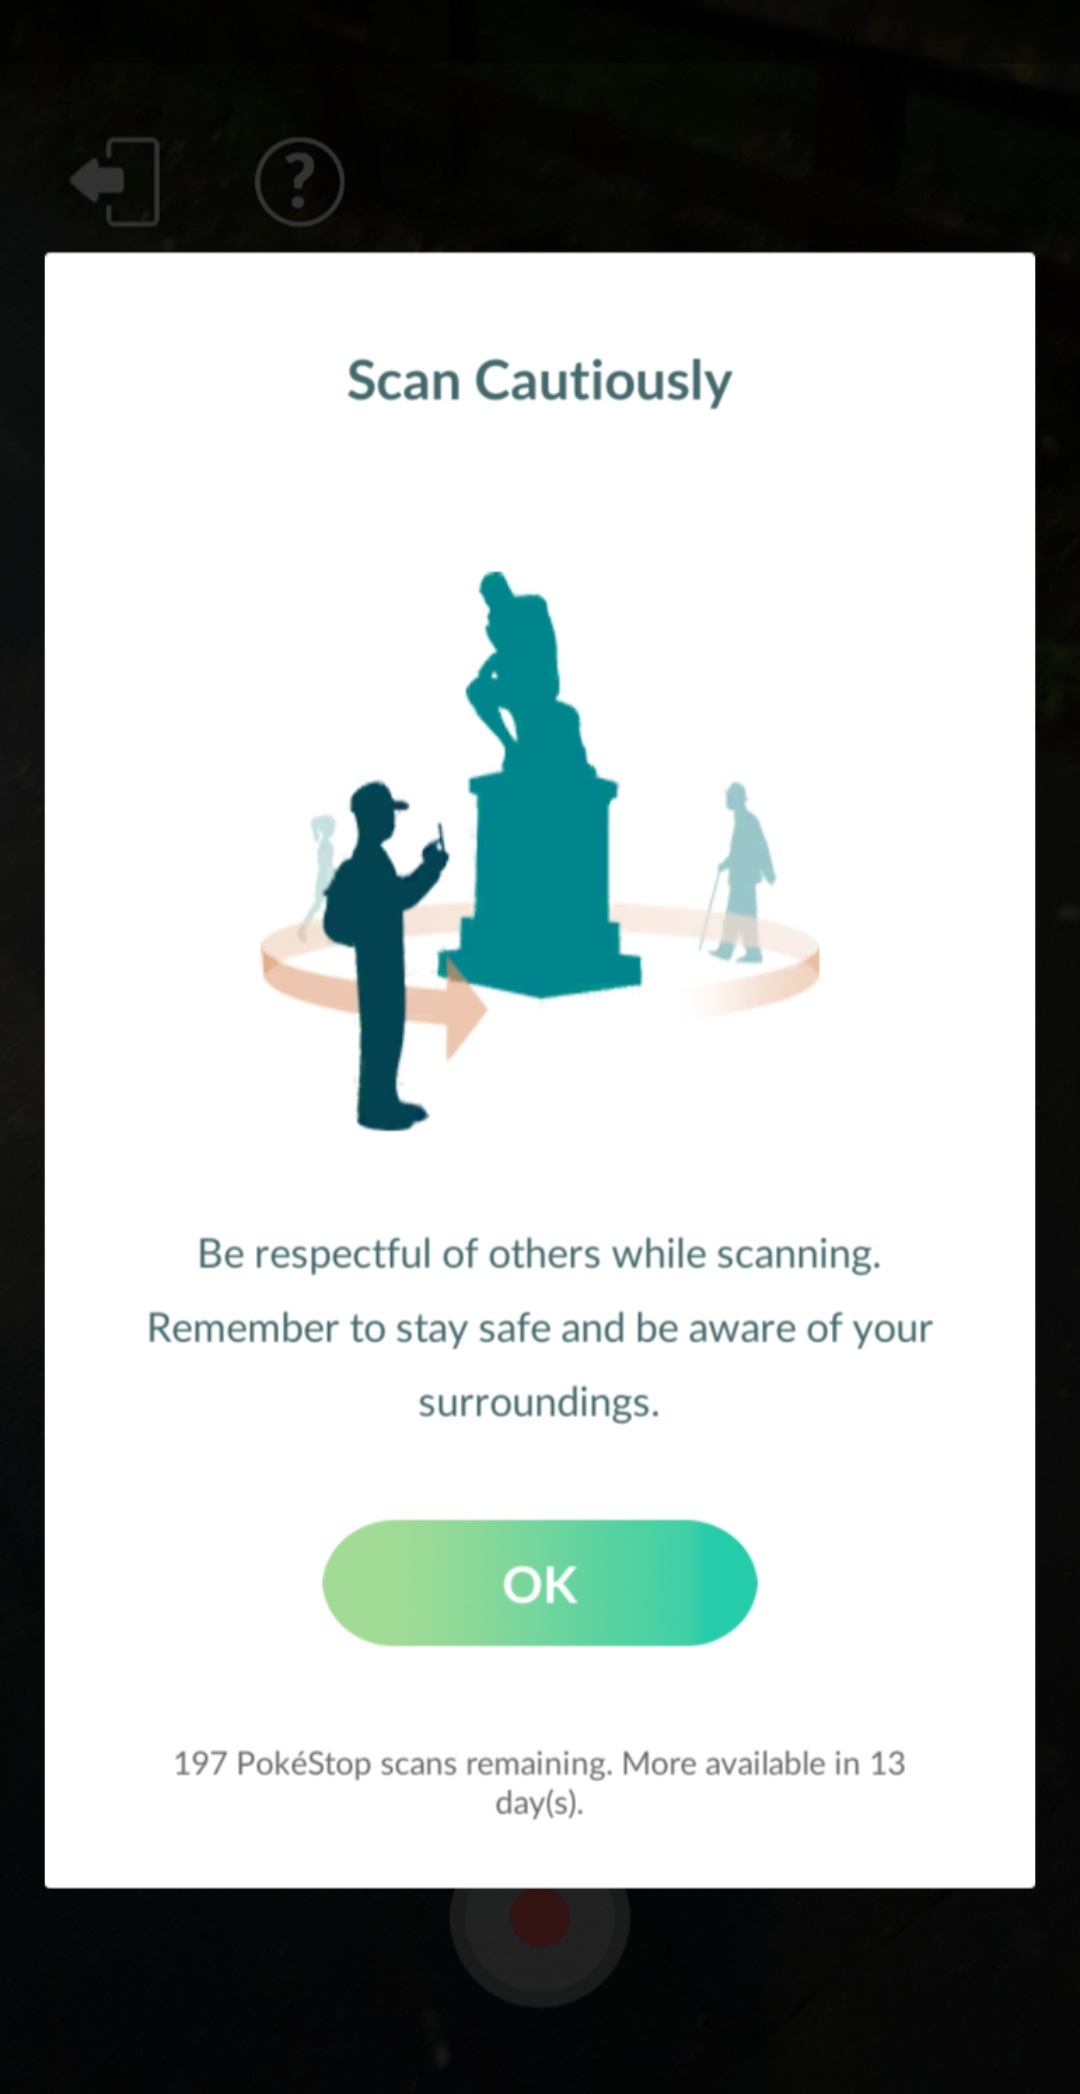 ?
Scan Cautiously
Be respectful of others while scanning.
Remember to stay safe and be aware of your
surroundings.
OK
197 PokéStop scans remaining. More available in 13
day(s).